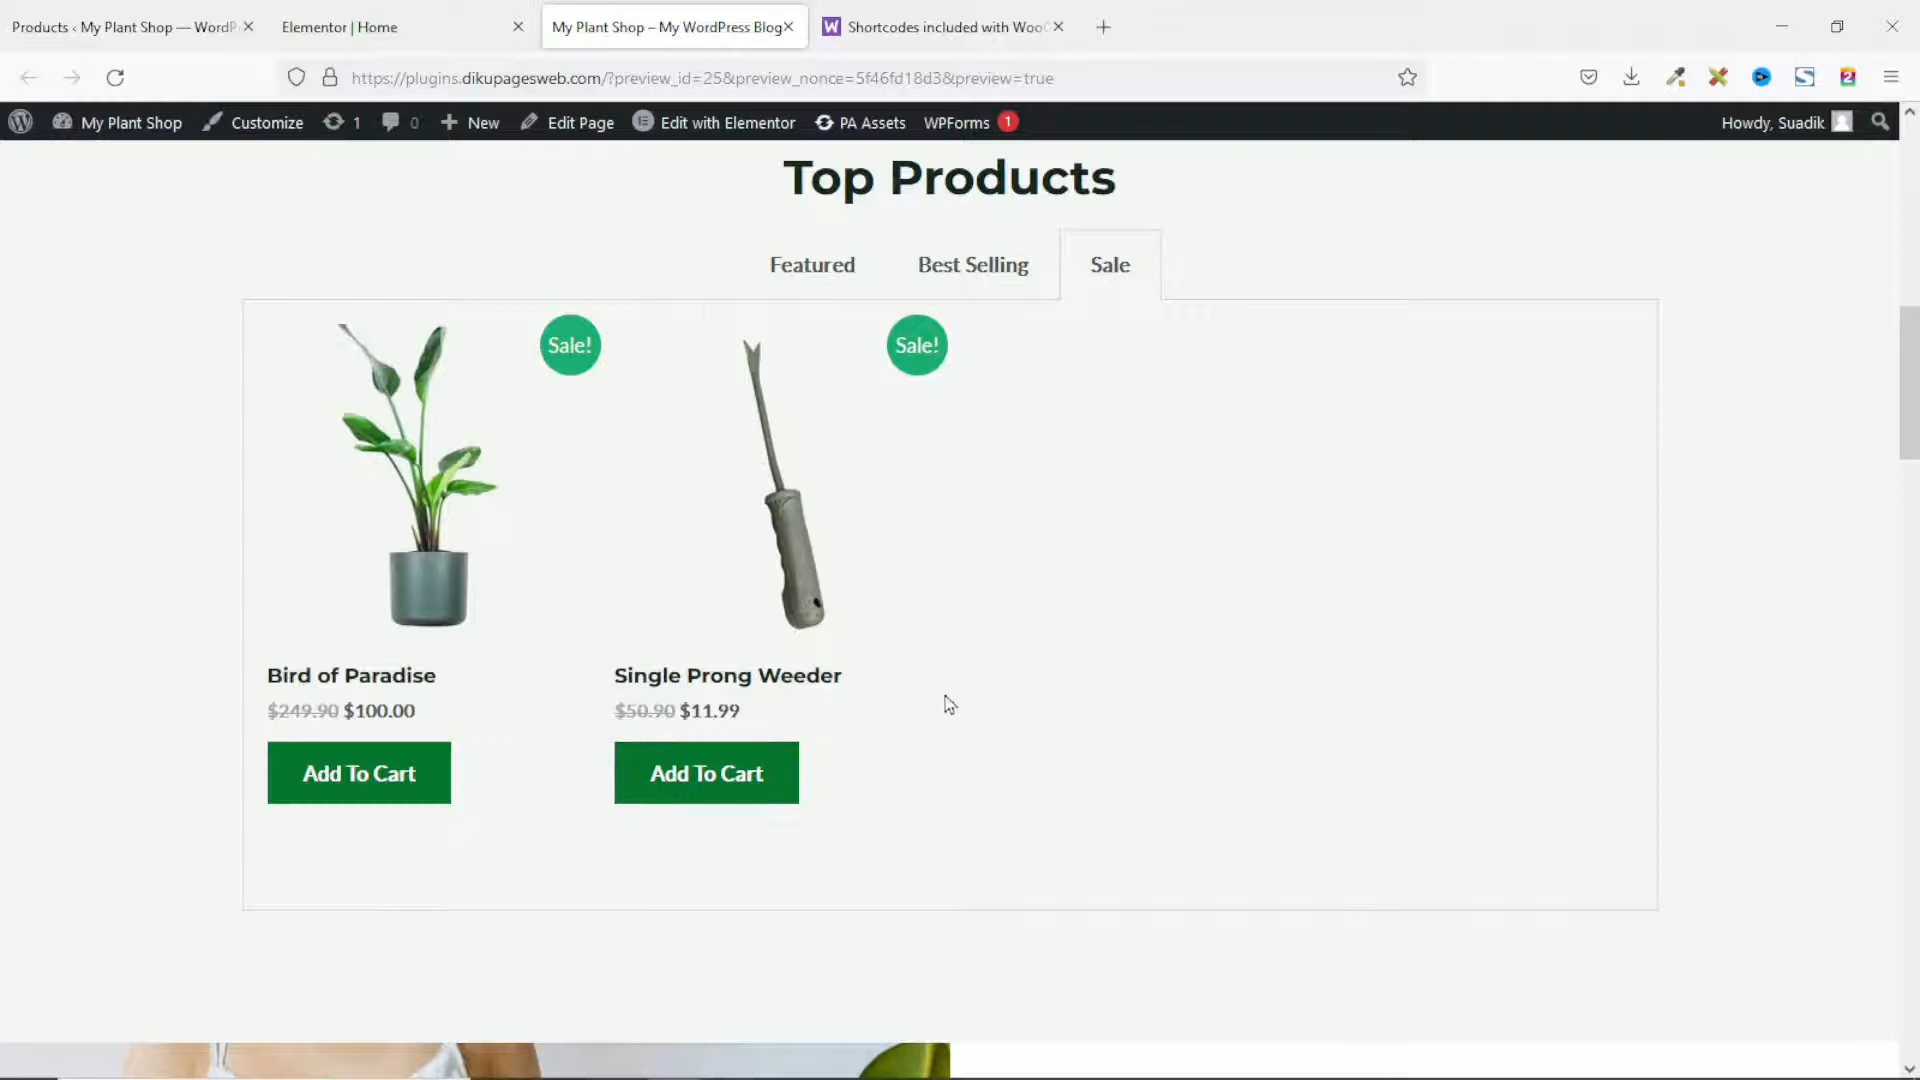 Products ‹ My Plant Shop — WordP
Elementor | Home
My Plant Shop – My WordPress Blog
W Shortcodes included with Woo
https://plugins.dikupagesweb.com/?preview_id=25&preview_nonce=5f46fd18d3&preview=true
My Plant Shop Customize 1 0 New Edit Page Edit with Elementor PA Assets WPForms 1 Howdy, Suadik
Top Products
Featured Best Selling Sale
Sale! Sale!
Bird of Paradise Single Prong Weeder
$249.90 $100.00 $50.90 $11.99
Add To Cart Add To Cart